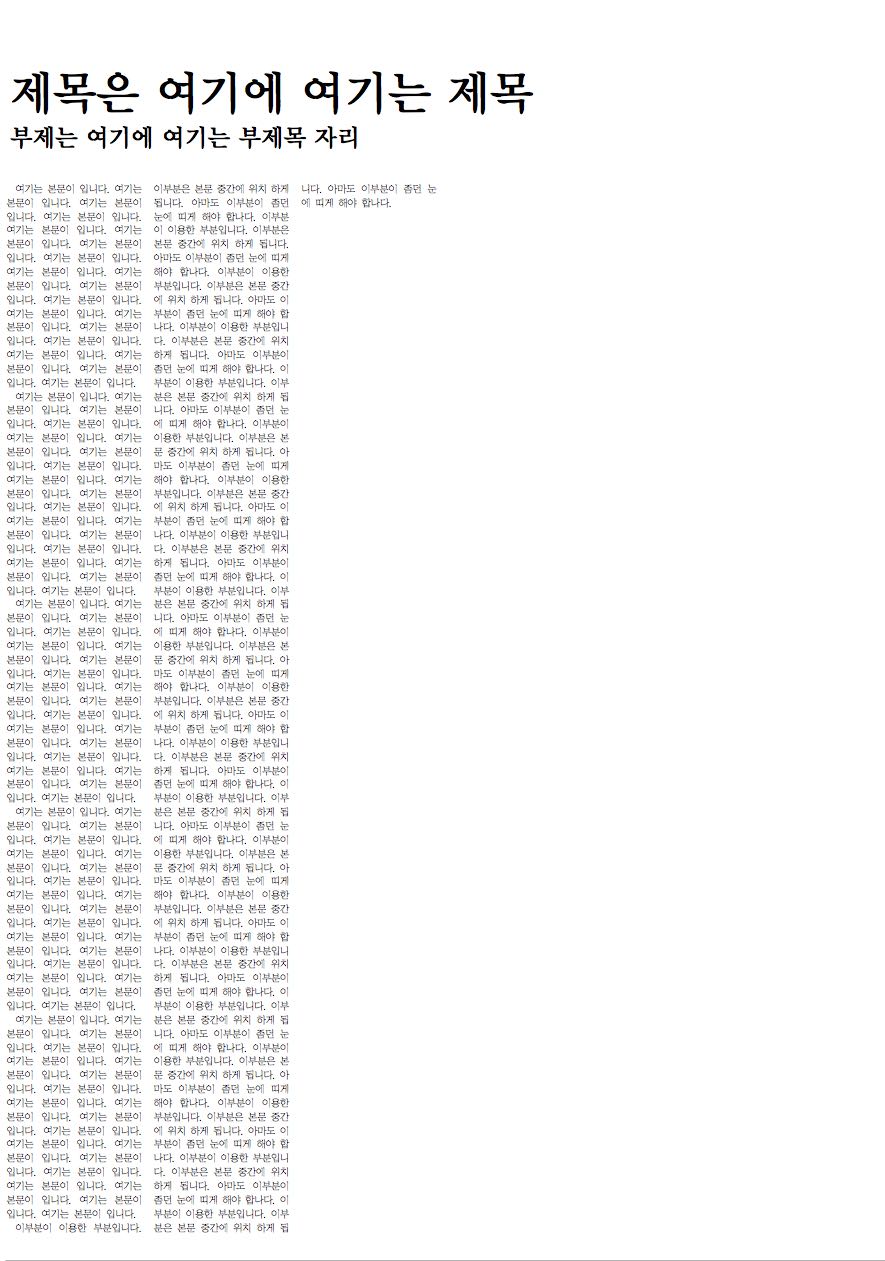 제목은 여기에 여기는 제목
부제는 여기에 여기는 부제목 자리
여기는 본문이 입니다. 여기는
본문이 입니다. 여기는 본문이
입니다. 여기는 본문이 입니다.
여기는 본문이 입니다. 여기는
본문이 입니다. 여기는 본문이
입니다. 여기는 본문이 입니다.
여기는 본문이 입니다. 여기는
본문이 입니다. 여기는 본문이
입니다. 여기는 본문이 입니다.
여기는 본문이 입니다. 여기는
본문이 입니다. 여기는 본문이
입니다. 여기는 본문이 입니다.
여기는 본문이 입니다. 여기는
본문이 입니다. 여기는 본문이
입니다. 여기는 본문이 입니다.
여기는 본문이 입니다. 여기는
본문이 입니다. 여기는 본문이
입니다. 여기는 본문이 입니다.
여기는 본문이 입니다. 여기는
본문이 입니다. 여기는 본문이
입니다. 여기는 본문이 입니다.
여기는 본문이 입니다. 여기는
본문이 입니다. 여기는 본문이
입니다. 여기는 본문이 입니다.
여기는 본문이 입니다. 여기는
본문이 입니다. 여기는 본문이
입니다. 여기는 본문이 입니다.
여기는 본문이 입니다. 여기는
본문이 입니다. 여기는 본문이
입니다. 여기는 본문이 입니다.
여기는 본문이 입니다. 여기는
본문이 입니다. 여기는 본문이
입니다. 여기는 본문이 입니다.
여기는 본문이 입니다. 여기는
본문이 입니다. 여기는 본문이
입니다. 여기는 본문이 입니다.
여기는 본문이 입니다. 여기는
본문이 입니다. 여기는 본문이
입니다. 여기는 본문이 입니다.
여기는 본문이 입니다. 여기는
본문이 입니다. 여기는 본문이
입니다. 여기는 본문이 입니다.
여기는 본문이 입니다. 여기는
본문이 입니다. 여기는 본문이
입니다. 여기는 본문이 입니다.
여기는 본문이 입니다. 여기는
본문이 입니다. 여기는 본문이
입니다. 여기는 본문이 입니다.
여기는 본문이 입니다. 여기는
본문이 입니다. 여기는 본문이
입니다. 여기는 본문이 입니다.
여기는 본문이 입니다. 여기는
본문이 입니다. 여기는 본문이
입니다. 여기는 본문이 입니다.
여기는 본문이 입니다. 여기는
본문이 입니다. 여기는 본문이
입니다. 여기는 본문이 입니다.
여기는 본문이 입니다. 여기는
본문이 입니다. 여기는 본문이
입니다. 여기는 본문이 입니다.
여기는 본문이 입니다. 여기는
본문이 입니다. 여기는 본문이
입니다. 여기는 본문이 입니다.
여기는 본문이 입니다. 여기는
본문이 입니다. 여기는 본문이
입니다. 여기는 본문이 입니다.
여기는 본문이 입니다. 여기는
본문이 입니다. 여기는 본문이
입니다. 여기는 본문이 입니다.
여기는 본문이 입니다. 여기는
본문이 입니다. 여기는 본문이
입니다. 여기는 본문이 입니다.
여기는 본문이 입니다. 여기는
본문이 입니다. 여기는 본문이
입니다. 여기는 본문이 입니다.
이부분이 이용한 부분입니다.
이부분은 본문 중간에 위치 하게
됩니다. 아마도 이부분이 좀던
눈에 띠게 해야 합나다. 이부분
이 이용한 부분입니다. 이부분은
본문 중간에 위치 하게 됩니다.
아마도 이부분이 좀던 눈에 띠게
해야 합나다. 이부분이 이용한
부분입니다. 이부분은 본문 중간
에 위치 하게 됩니다. 아마도 이
부분이 좀던 눈에 띠게 해야 합
나다. 이부분이 이용한 부분입니
다. 이부분은 본문 중간에 위치
하게 됩니다. 아마도 이부분이
좀던 눈에 띠게 해야 합나다. 이
부분이 이용한 부분입니다. 이부
분은 본문 중간에 위치 하게 됩
니다. 아마도 이부분이 좀던 눈
에 띠게 해야 합나다. 이부분이
이용한 부분입니다. 이부분은 본
문 중간에 위치 하게 됩니다. 아
마도 이부분이 좀던 눈에 띠게
해야 합나다. 이부분이 이용한
부분입니다. 이부분은 본문 중간
에 위치 하게 됩니다. 아마도 이
부분이 좀던 눈에 띠게 해야 합
나다. 이부분이 이용한 부분입니
다. 이부분은 본문 중간에 위치
하게 됩니다. 아마도 이부분이
좀던 눈에 띠게 해야 합나다. 이
부분이 이용한 부분입니다. 이부
분은 본문 중간에 위치 하게 됩
니다. 아마도 이부분이 좀던 눈
에 띠게 해야 합나다. 이부분이
이용한 부분입니다. 이부분은 본
문 중간에 위치 하게 됩니다. 아
마도 이부분이 좀던 눈에 띠게
해야 합나다. 이부분이 이용한
부분입니다. 이부분은 본문 중간
에 위치 하게 됩니다. 아마도 이
부분이 좀던 눈에 띠게 해야 합
나다. 이부분이 이용한 부분입니
다. 이부분은 본문 중간에 위치
하게 됩니다. 아마도 이부분이
좀던 눈에 띠게 해야 합나다. 이
부분이 이용한 부분입니다. 이부
분은 본문 중간에 위치 하게 됩
니다. 아마도 이부분이 좀던 눈
에 띠게 해야 합나다. 이부분이
이용한 부분입니다. 이부분은 본
문 중간에 위치 하게 됩니다. 아
마도 이부분이 좀던 눈에 띠게
해야 합나다. 이부분이 이용한
부분입니다. 이부분은 본문 중간
에 위치 하게 됩니다. 아마도 이
부분이 좀던 눈에 띠게 해야 합
나다. 이부분이 이용한 부분입니
다. 이부분은 본문 중간에 위치
하게 됩니다. 아마도 이부분이
좀던 눈에 띠게 해야 합나다. 이
부분이 이용한 부분입니다. 이부
분은 본문 중간에 위치 하게 됩
니다. 아마도 이부분이 좀던 눈
에 띠게 해야 합나다. 이부분이
이용한 부분입니다. 이부분은 본
문 중간에 위치 하게 됩니다. 아
마도 이부분이 좀던 눈에 띠게
해야 합나다. 이부분이 이용한
부분입니다. 이부분은 본문 중간
에 위치 하게 됩니다. 아마도 이
부분이 좀던 눈에 띠게 해야 합
나다. 이부분이 이용한 부분입니
다. 이부분은 본문 중간에 위치
하게 됩니다. 아마도 이부분이
좀던 눈에 띠게 해야 합나다. 이
부분이 이용한 부분입니다. 이부
분은 본문 중간에 위치 하게 됩
니다. 아마도 이부분이 좀던 눈
에 띠게 해야 합나다.